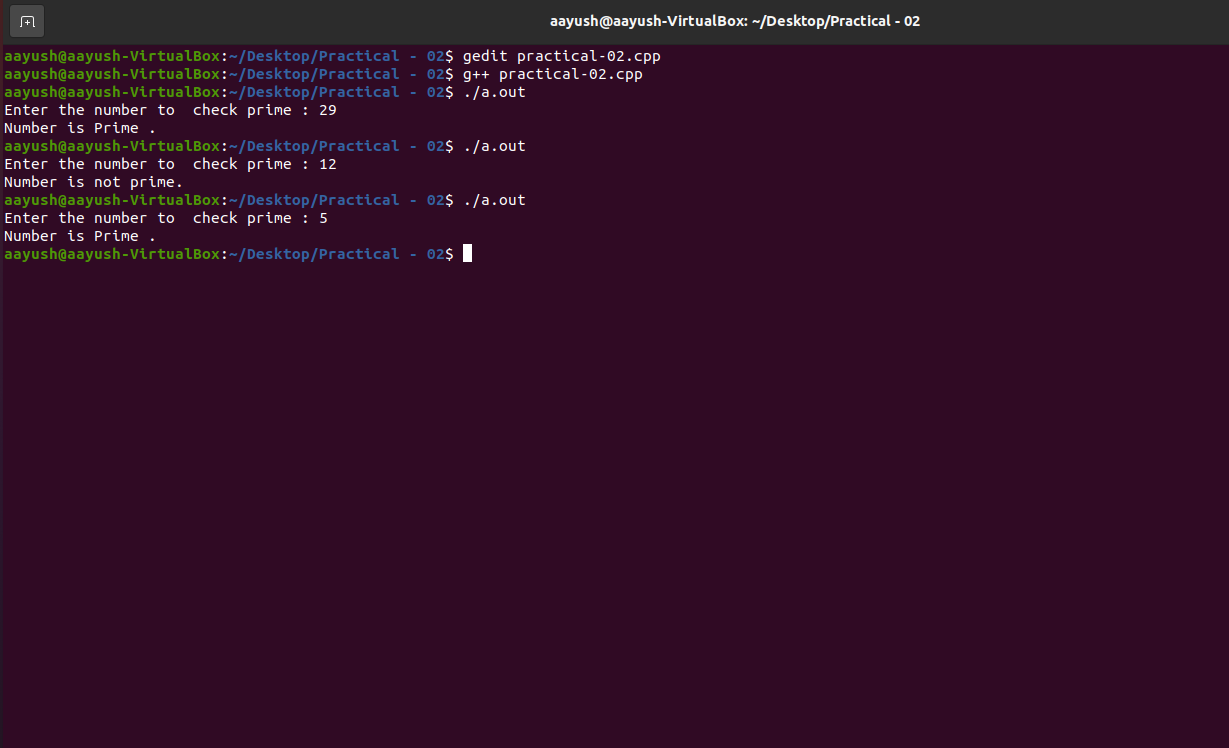 aayush@aayush-VirtualBox: ~/Desktop/Practical - 02
aayush@aayush-VirtualBox:~/Desktop/Practical - 02$ gedit practical-02.cpp
aayush@aayush-VirtualBox:~/Desktop/Practical - 02$ g++ practical-02.cpp
aayush@aayush-VirtualBox:~/Desktop/Practical - 02$ ./a.out
Enter the number to  check prime : 29
Number is Prime .
aayush@aayush-VirtualBox:~/Desktop/Practical - 02$ ./a.out
Enter the number to  check prime : 12
Number is not prime.
aayush@aayush-VirtualBox:~/Desktop/Practical - 02$ ./a.out
Enter the number to  check prime : 5
Number is Prime .
aayush@aayush-VirtualBox:~/Desktop/Practical - 02$